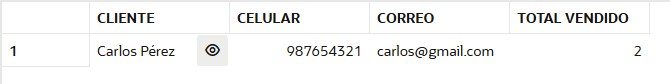 CLIENTE CELULAR CORREO TOTAL VENDIDO
1 Carlos Pérez 987654321 carlos@gmail.com 2